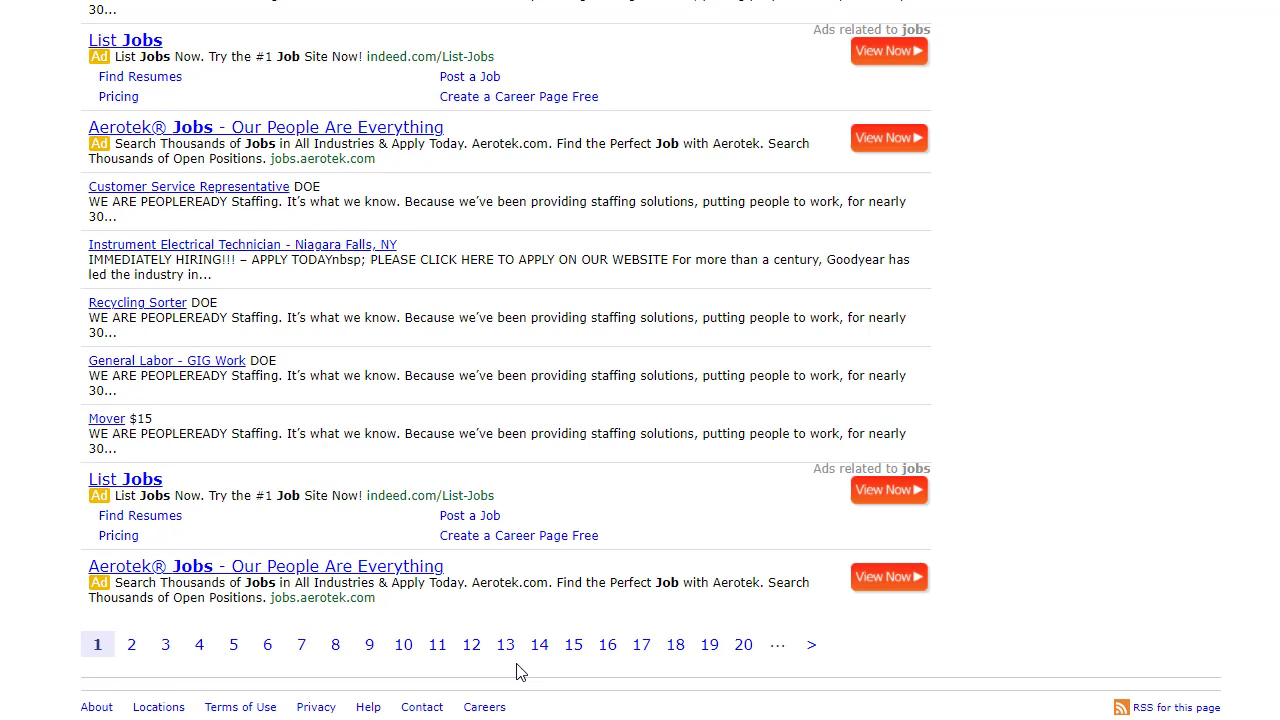 30...
Ads related to jobs
List Jobs
View Now
Ad List Jobs Now. Try the #1 Job Site Now! indeed.com/List-Jobs
Find Resumes Post a Job
Pricing Create a Career Page Free
Aerotek® Jobs - Our People Are Everything
View Now
Ad Search Thousands of Jobs in All Industries & Apply Today. Aerotek.com. Find the Perfect Job with Aerotek. Search
Thousands of Open Positions. jobs.aerotek.com
Customer Service Representative DOE
WE ARE PEOPLEREADY Staffing. It’s what we know. Because we’ve been providing staffing solutions, putting people to work, for nearly
30...
Instrument Electrical Technician - Niagara Falls, NY
IMMEDIATELY HIRING!!! – APPLY TODAYnbsp; PLEASE CLICK HERE TO APPLY ON OUR WEBSITE For more than a century, Goodyear has
led the industry in...
Recycling Sorter DOE
WE ARE PEOPLEREADY Staffing. It’s what we know. Because we’ve been providing staffing solutions, putting people to work, for nearly
30...
General Labor - GIG Work DOE
WE ARE PEOPLEREADY Staffing. It’s what we know. Because we’ve been providing staffing solutions, putting people to work, for nearly
30...
Mover $15
WE ARE PEOPLEREADY Staffing. It’s what we know. Because we’ve been providing staffing solutions, putting people to work, for nearly
30...
Ads related to jobs
List Jobs
View Now
Ad List Jobs Now. Try the #1 Job Site Now! indeed.com/List-Jobs
Find Resumes Post a Job
Pricing Create a Career Page Free
Aerotek® Jobs - Our People Are Everything
View Now
Ad Search Thousands of Jobs in All Industries & Apply Today. Aerotek.com. Find the Perfect Job with Aerotek. Search
Thousands of Open Positions. jobs.aerotek.com
1 2 3 4 5 6 7 8 9 10 11 12 13 14 15 16 17 18 19 20 ... >
About Locations Terms of Use Privacy Help Contact Careers RSS for this page